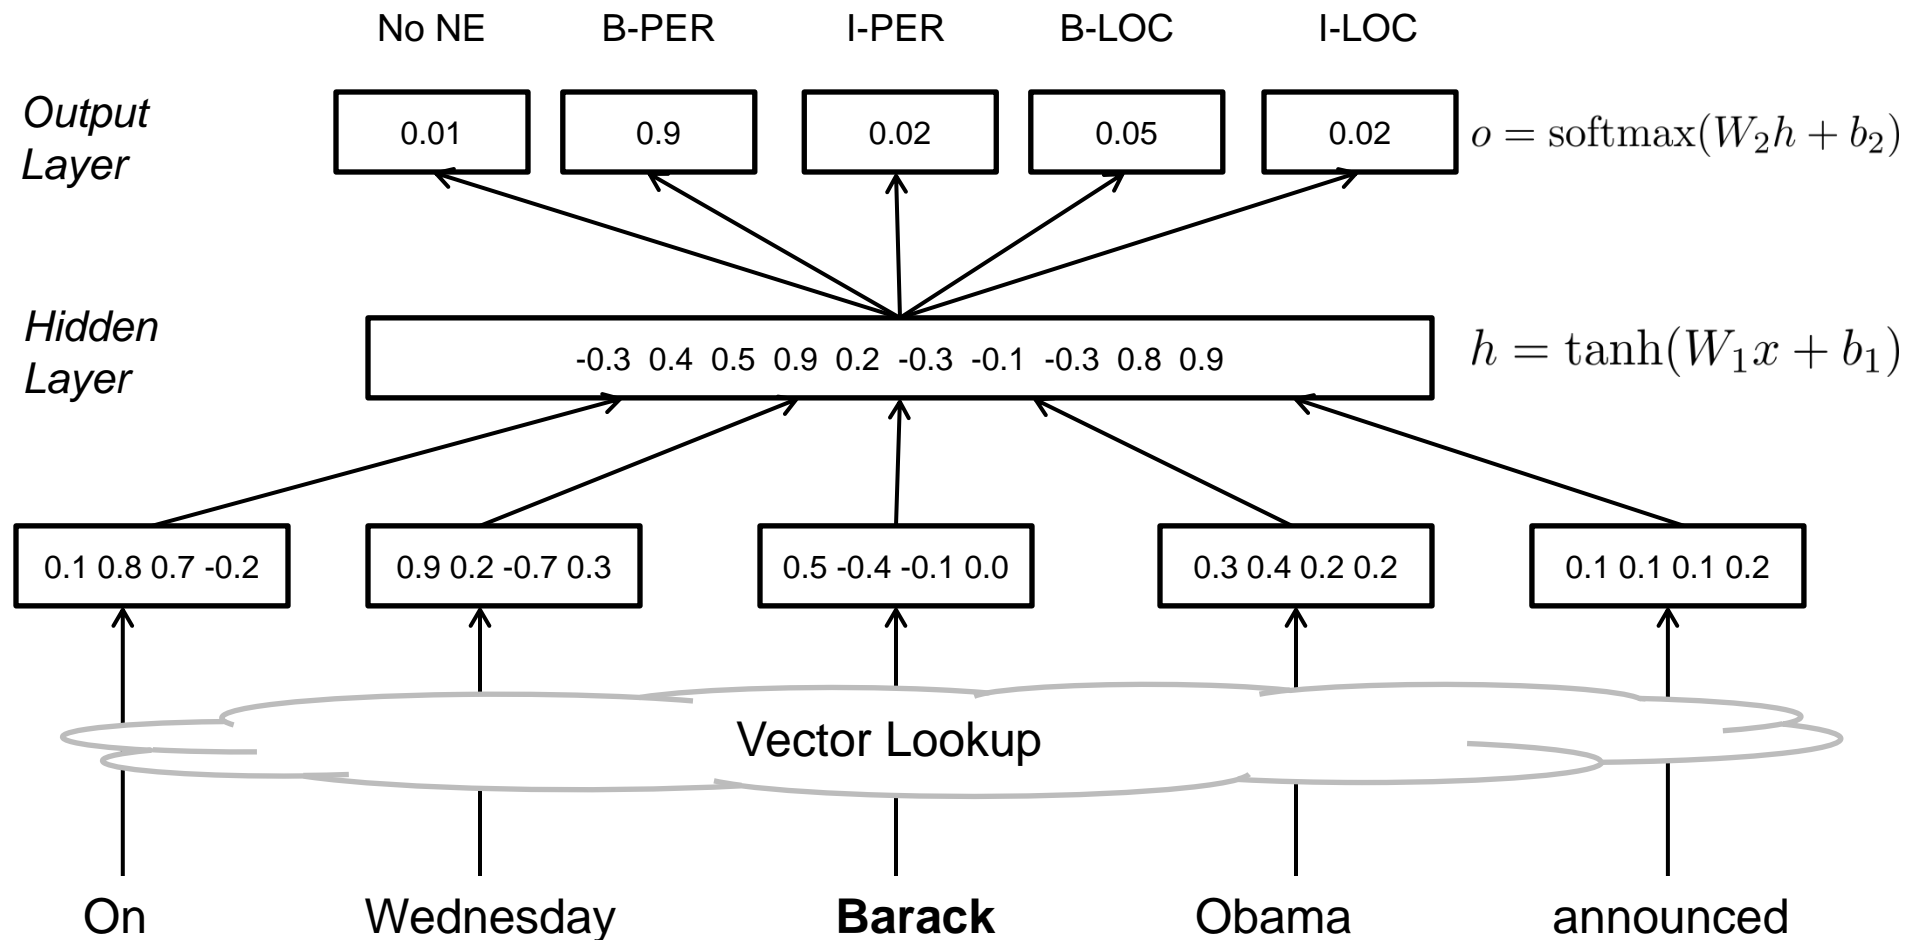 No NE B-PER I-PER B-LOC I-LOC
Output
Layer
0.01 0.9 0.02 0.05 0.02
o = softmax(W₂h + b₂)
Hidden
Layer
-0.3 0.4 0.5 0.9 0.2 -0.3 -0.1 -0.3 0.8 0.9
h = tanh(W₁x + b₁)
0.1 0.8 0.7 -0.2 0.9 0.2 -0.7 0.3 0.5 -0.4 -0.1 0.0 0.3 0.4 0.2 0.2 0.1 0.1 0.1 0.2
Vector Lookup
On Wednesday Barack Obama announced